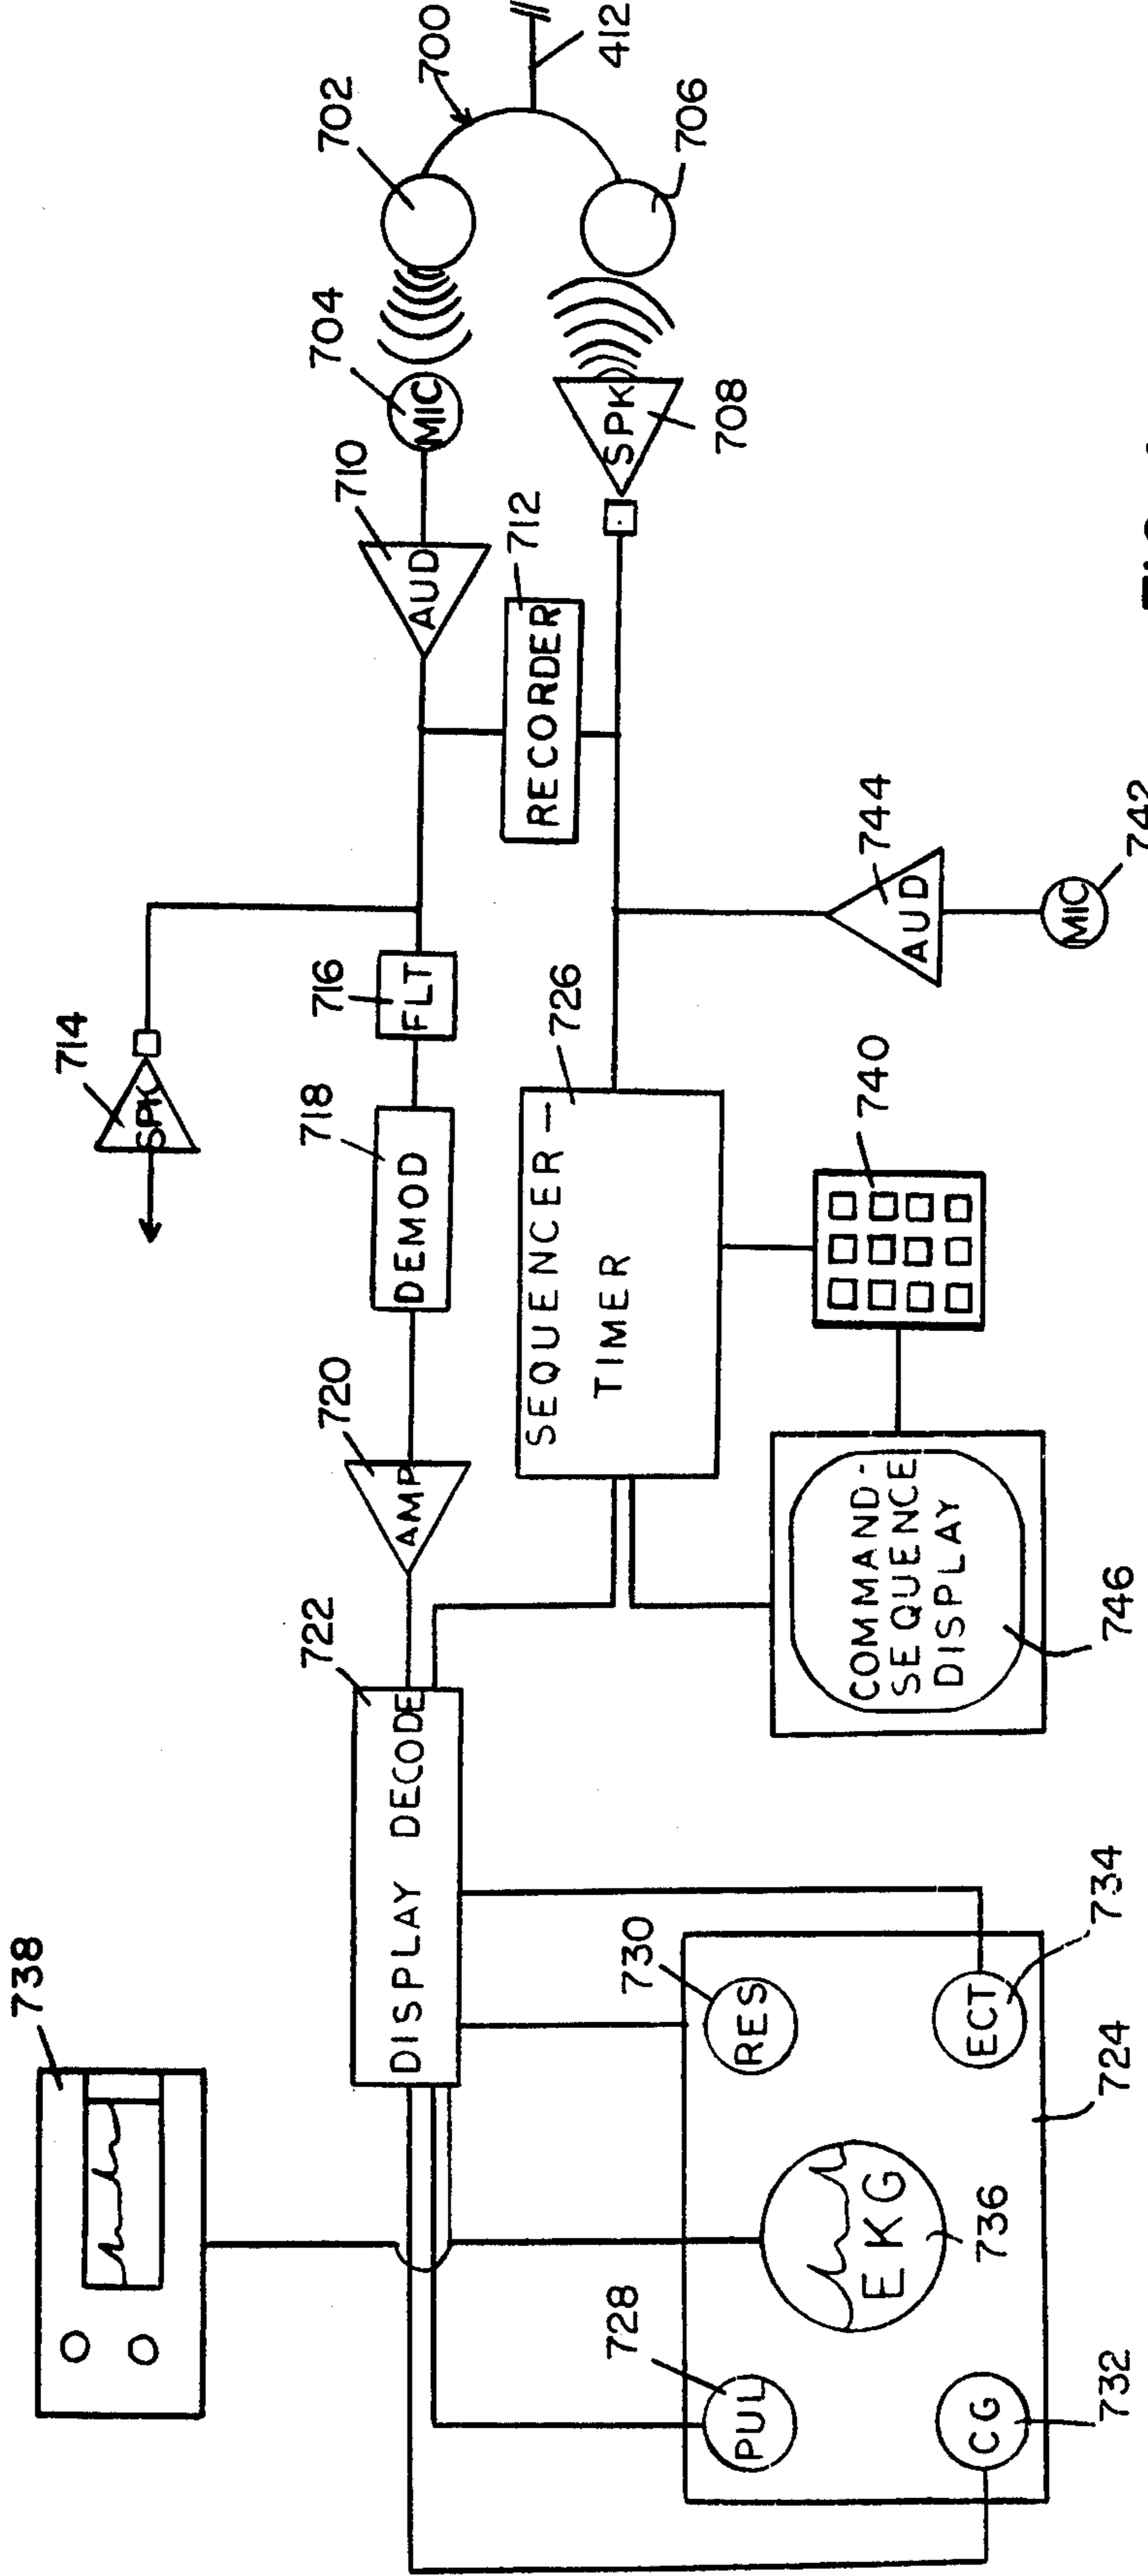 738
714
SPK
722
720
718
716
710
704
702
700
DISPLAY DECODE
AMP
DEMOD
FLT
AUD
MIC
412
RECORDER
712
706
SPK
708
SEQUENCER-
TIMER
726
728
730
PUL
RES
EKG
736
CG
732
ECT
734
724
COMMAND-
SEQUENCE
DISPLAY
746
740
744
AUD
MIC
742